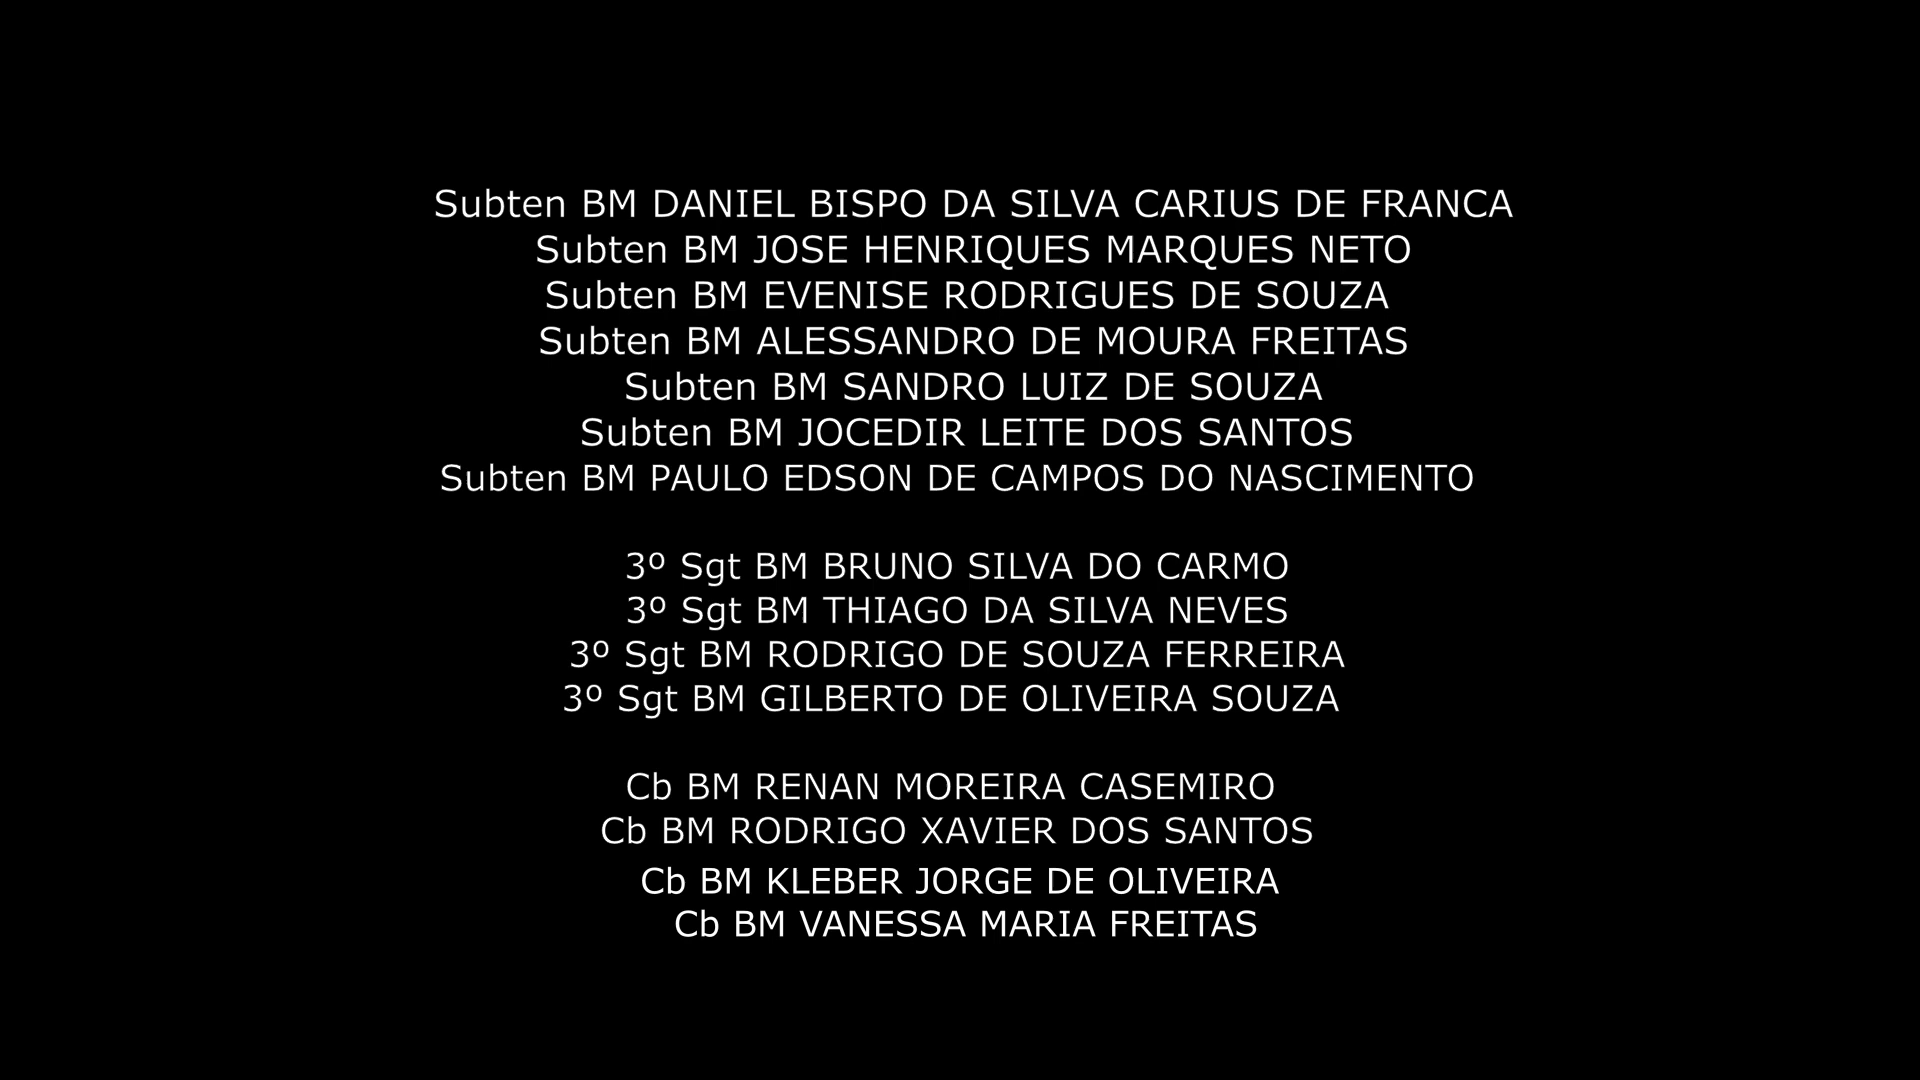 Subten BM DANIEL BISPO DA SILVA CARIUS DE FRANCA
Subten BM JOSE HENRIQUES MARQUES NETO
Subten BM EVENISE RODRIGUES DE SOUZA
Subten BM ALESSANDRO DE MOURA FREITAS
Subten BM SANDRO LUIZ DE SOUZA
Subten BM JOCEDIR LEITE DOS SANTOS
Subten BM PAULO EDSON DE CAMPOS DO NASCIMENTO
3º Sgt BM BRUNO SILVA DO CARMO
3º Sgt BM THIAGO DA SILVA NEVES
3º Sgt BM RODRIGO DE SOUZA FERREIRA
3º Sgt BM GILBERTO DE OLIVEIRA SOUZA
Cb BM RENAN MOREIRA CASEMIRO
Cb BM RODRIGO XAVIER DOS SANTOS
Cb BM KLEBER JORGE DE OLIVEIRA
Cb BM VANESSA MARIA FREITAS